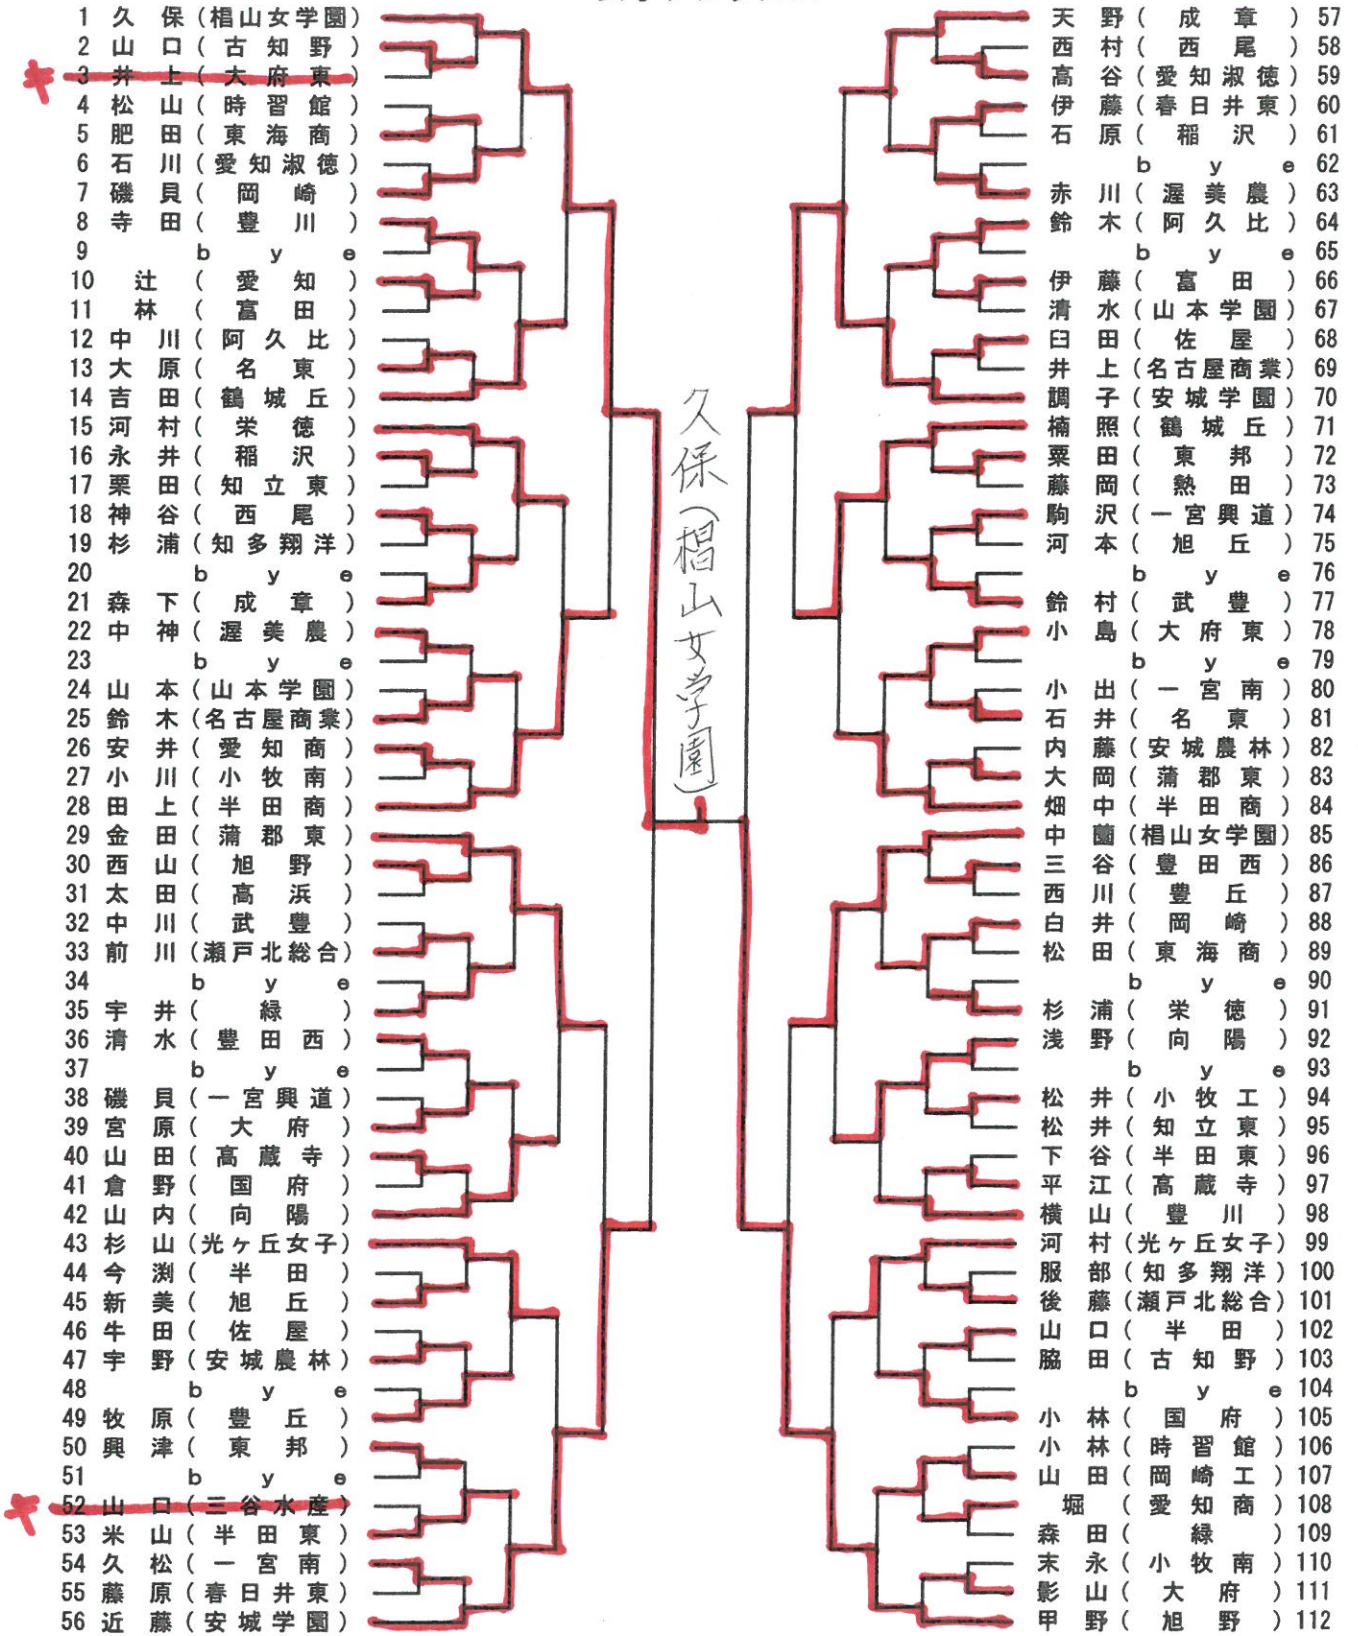 1 久 保 (椙山女学園)
2 山 口 (古 知 野)
3 井 上 (大 府 東)
4 松 山 (時 習 館)
5 肥 田 (東 海 商)
6 石 川 (愛知淑徳)
7 磯 貝 (岡 崎)
8 寺 田 (豊 川)
9 b y e
10 辻 (愛 知)
11 林 (富 田)
12 中 川 (阿 久 比)
13 大 原 (名 東)
14 吉 田 (鶴 城 丘)
15 河 村 (栄 徳)
16 永 井 (稲 沢)
17 栗 田 (知 立 東)
18 神 谷 (西 尾)
19 杉 浦 (知多翔洋)
20 b y e
21 森 下 (成 章)
22 中 神 (渥 美 農)
23 b y e
24 山 本 (山本学園)
25 鈴 木 (名古屋商業)
26 安 井 (愛 知 商)
27 小 川 (小 牧 南)
28 田 上 (半 田 商)
29 金 田 (蒲 郡 東)
30 西 山 (旭 野)
31 太 田 (高 浜)
32 中 川 (武 豊)
33 前 川 (瀬戸北総合)
34 b y e
35 宇 井 (緑)
36 清 水 (豊 田 西)
37 b y e
38 磯 貝 (一宮興道)
39 宮 原 (大 府)
40 山 田 (高 蔵 寺)
41 倉 野 (国 府)
42 山 内 (向 陽)
43 杉 山 (光ヶ丘女子)
44 今 渕 (半 田)
45 新 美 (旭 丘)
46 牛 田 (佐 屋)
47 宇 野 (安城農林)
48 b y e
49 牧 原 (豊 丘)
50 興 津 (東 邦)
51 b y e
52 山 口 (三谷水産)
53 米 山 (半 田 東)
54 久 松 (一 宮 南)
55 藤 原 (春日井東)
56 近 藤 (安城学園)
久保(椙山女学園)
天 野 (成 章) 57
西 村 (西 尾) 58
高 谷 (愛知淑徳) 59
伊 藤 (春日井東) 60
石 原 (稲 沢) 61
b y e 62
赤 川 (渥 美 農) 63
鈴 木 (阿 久 比) 64
b y e 65
伊 藤 (富 田) 66
清 水 (山本学園) 67
臼 田 (佐 屋) 68
井 上 (名古屋商業) 69
調 子 (安城学園) 70
楠 照 (鶴 城 丘) 71
粟 田 (東 邦) 72
藤 岡 (熱 田) 73
駒 沢 (一宮興道) 74
河 本 (旭 丘) 75
b y e 76
鈴 村 (武 豊) 77
小 島 (大 府 東) 78
b y e 79
小 出 (一 宮 南) 80
石 井 (名 東) 81
内 藤 (安城農林) 82
大 岡 (蒲 郡 東) 83
畑 中 (半 田 商) 84
中 薗 (椙山女学園) 85
三 谷 (豊 田 西) 86
西 川 (豊 丘) 87
白 井 (岡 崎) 88
松 田 (東 海 商) 89
b y e 90
杉 浦 (栄 徳) 91
浅 野 (向 陽) 92
b y e 93
松 井 (小 牧 工) 94
松 井 (知 立 東) 95
下 谷 (半 田 東) 96
平 江 (高 蔵 寺) 97
横 山 (豊 川) 98
河 村 (光ヶ丘女子) 99
服 部 (知多翔洋) 100
後 藤 (瀬戸北総合) 101
山 口 (半 田) 102
脇 田 (古 知 野) 103
b y e 104
小 林 (国 府) 105
小 林 (時 習 館) 106
山 田 (岡 崎 工) 107
堀 (愛 知 商) 108
森 田 (緑) 109
末 永 (小 牧 南) 110
影 山 (大 府) 111
甲 野 (旭 野) 112